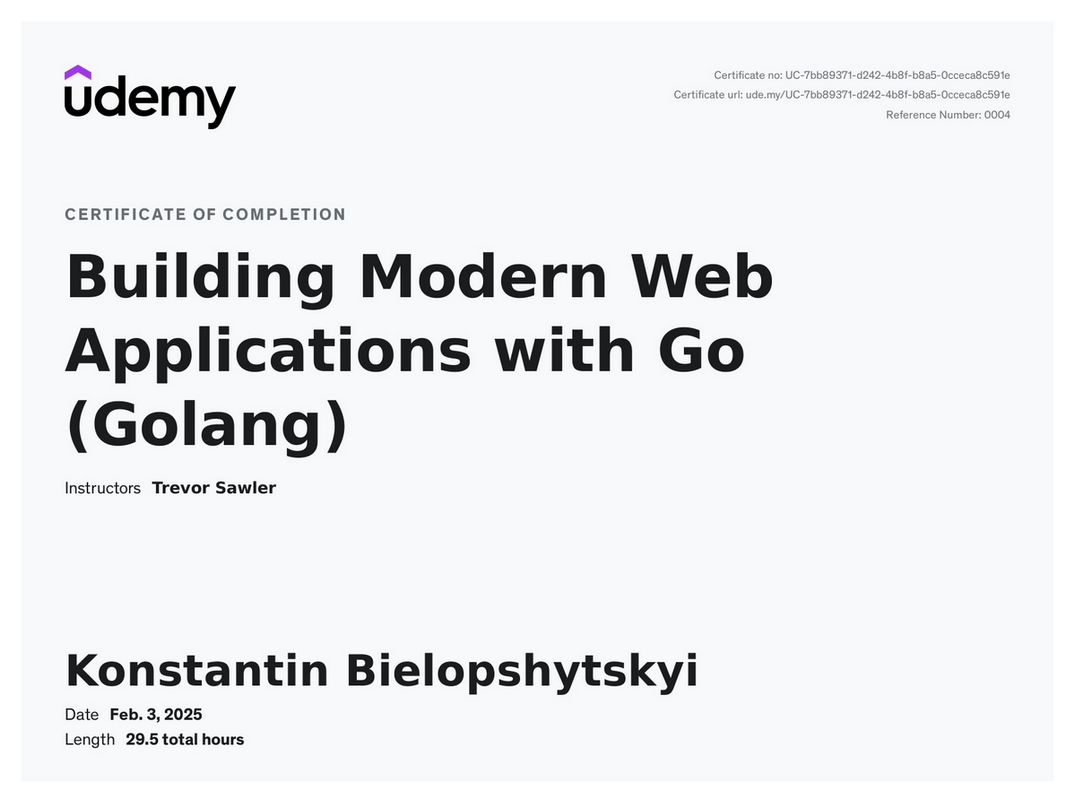 udemy
Certificate no: UC-7bb89371-d242-4b8f-b8a5-0cceca8c591e
Certificate url: ude.my/UC-7bb89371-d242-4b8f-b8a5-0cceca8c591e
Reference Number: 0004
CERTIFICATE OF COMPLETION
Building Modern Web
Applications with Go
(Golang)
Instructors Trevor Sawler
Konstantin Bielopshytskyi
Date Feb. 3, 2025
Length 29.5 total hours